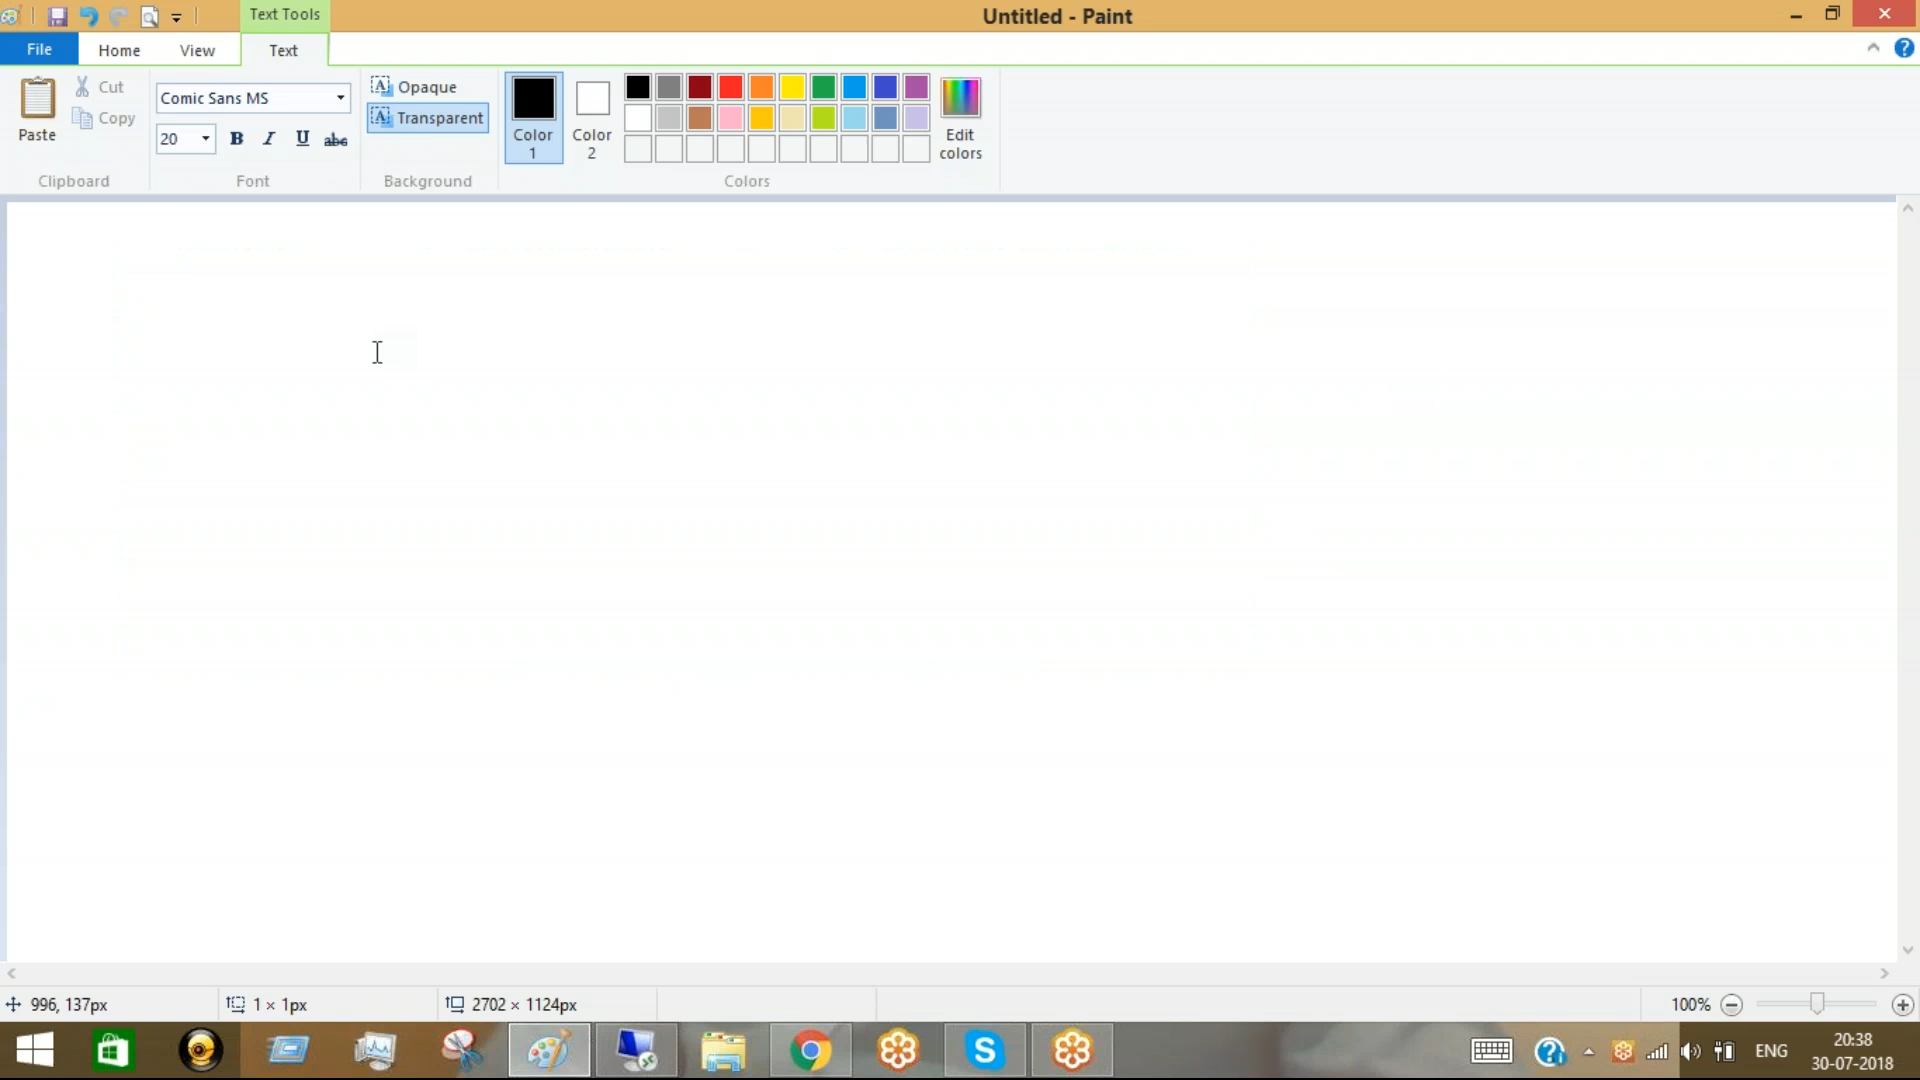 Text Tools
Untitled - Paint
File
Home
View
Text
Paste
Cut
Copy
Clipboard
Comic Sans MS
20
B I U abc
Font
Opaque
Transparent
Background
Color
1
Color
2
Edit
colors
Colors
996, 137px
1 × 1px
2702 × 1124px
100%
ENG
20:38
30-07-2018